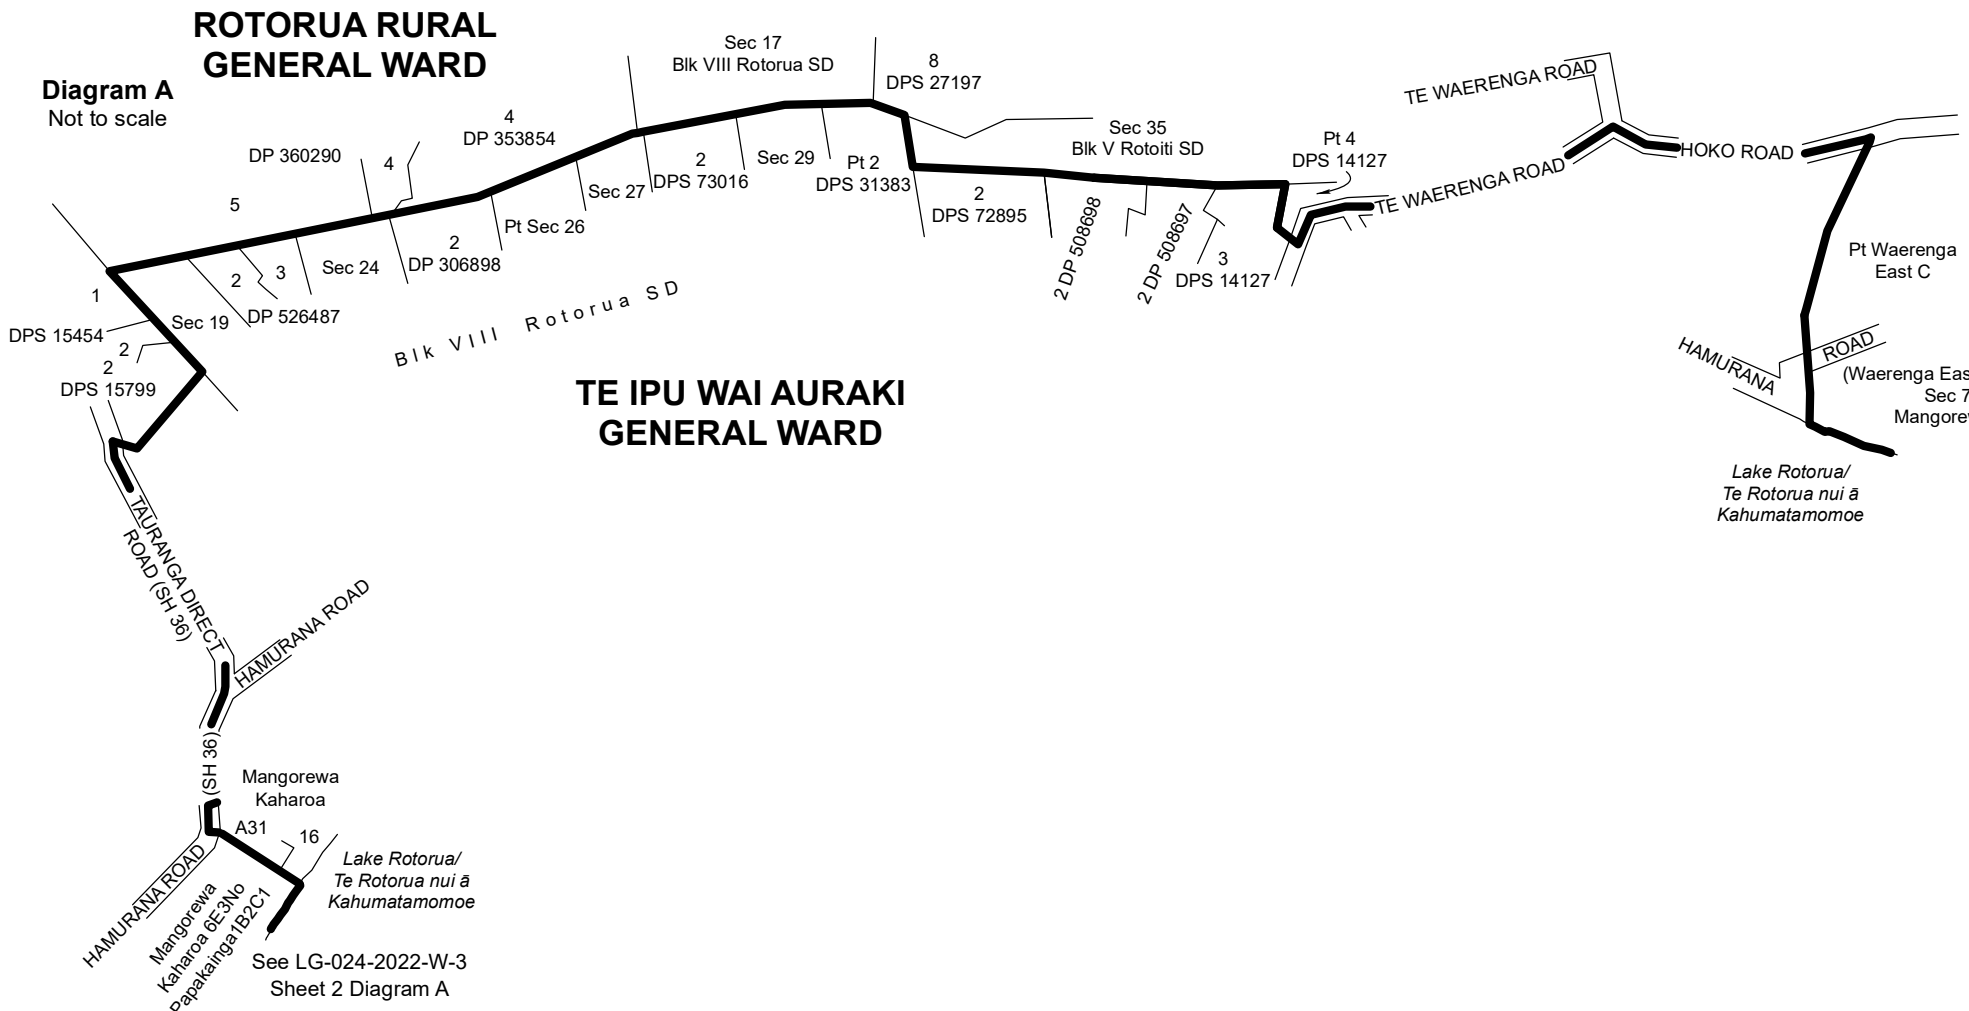 ROTORUA RURAL
GENERAL WARD
Diagram A
Not to scale
Sec 17
Blk VIII Rotorua SD
8
DPS 27197
4
DP 353854
DP 360290
4
5
2
DPS 73016
Sec 29
Pt 2
DPS 31383
Sec 27
Pt Sec 26
2
DP 306898
Sec 24
3
2
DP 526487
1
DPS 15454
Sec 19
2
2
DPS 15799
Blk VIII Rotorua SD
Sec 35
Blk V Rotoiti SD
Pt 4
DPS 14127
2
DPS 72895
2 DP 508698
2 DP 508697
3
DPS 14127
TE WAERENGA ROAD
TE WAERENGA ROAD
HOKO ROAD
Pt Waerenga
East C
HAMURANA
ROAD
(Waerenga Eas
Sec 7
Mangorew
Lake Rotorua/
Te Rotorua nui ā
Kahumatamomoe
TE IPU WAI AURAKI
GENERAL WARD
TAURANGA DIRECT
ROAD (SH 36)
HAMURANA ROAD
(SH 36)
Mangorewa
Kaharoa
A31
16
HAMURANA ROAD
Mangorewa
Kaharoa 6E3No
Papakainga1B2C1
Lake Rotorua/
Te Rotorua nui ā
Kahumatamomoe
See LG-024-2022-W-3
Sheet 2 Diagram A